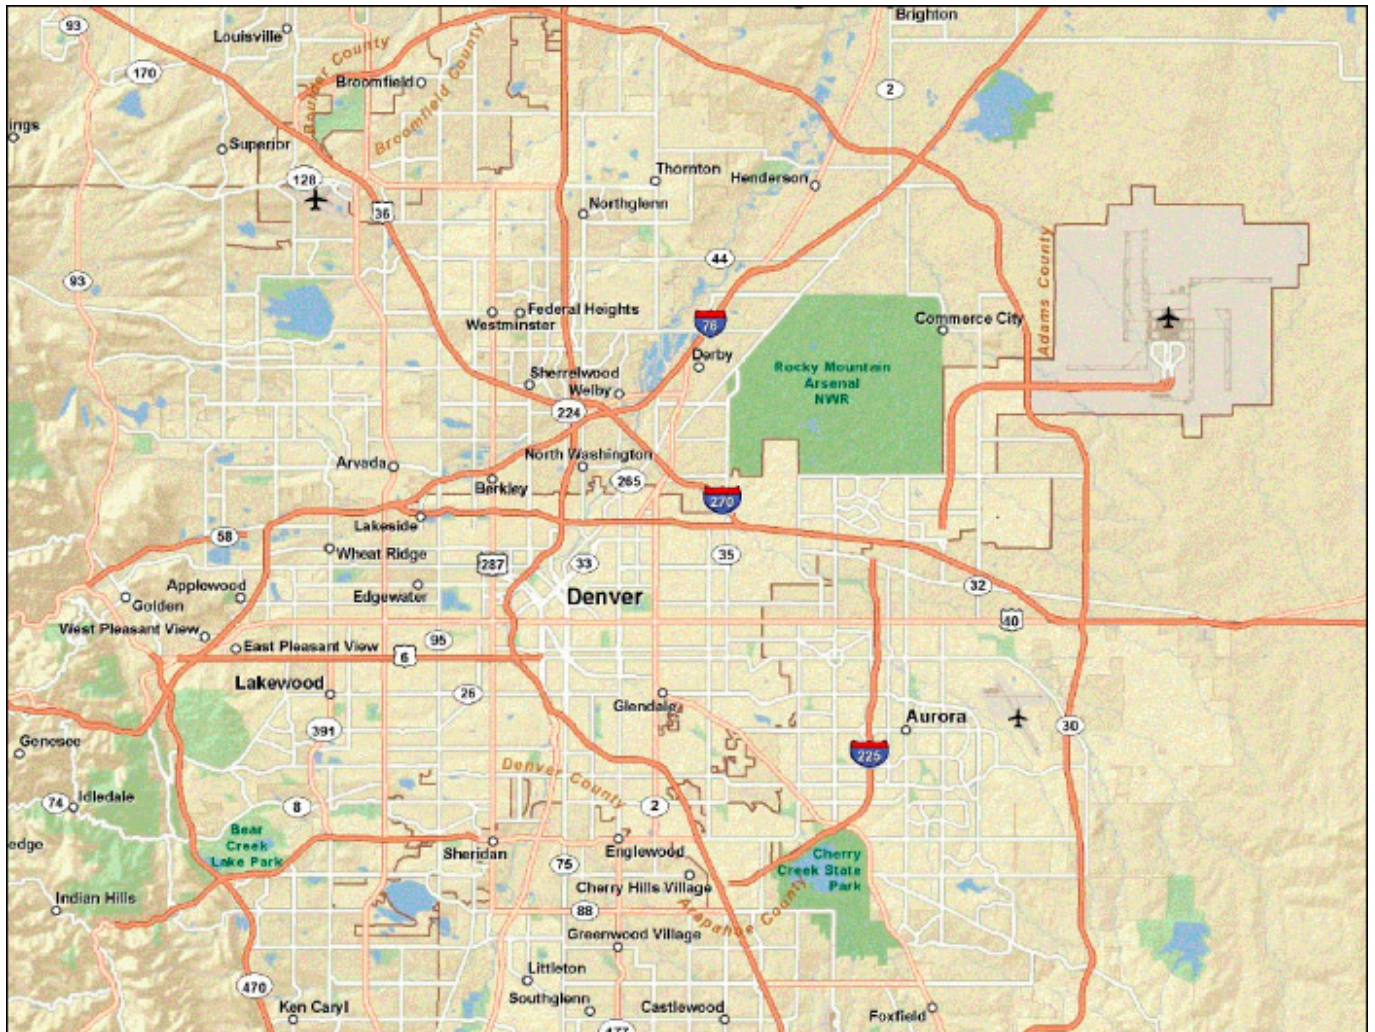 93
Louisville
Brighton
Boulder County
Broomfield County
170
Broomfield
2
ings
Superior
128
Thornton
Henderson
36
Northglenn
44
Adams County
93
Federal Heights
Westminster
76
Commerce City
Derby
Sherrelwood
Welby
Rocky Mountain
Arsenal
NWR
224
Arvada
North Washington
265
Berkley
270
Lakeside
58
Wheat Ridge
287
33
35
Applewood
Edgewater
Denver
32
Golden
40
West Pleasant View
95
East Pleasant View
6
Lakewood
26
Glendale
Aurora
391
30
Genesee
225
Denver County
74
Idledale
8
2
Bear
Creek
Lake Park
edge
Sheridan
75
Englewood
Cherry
Creek State
Park
Cherry Hills Village
Indian Hills
88
Arapahoe County
Greenwood Village
Littleton
470
Southglenn
Ken Caryl
Castlewood
Foxfield
177